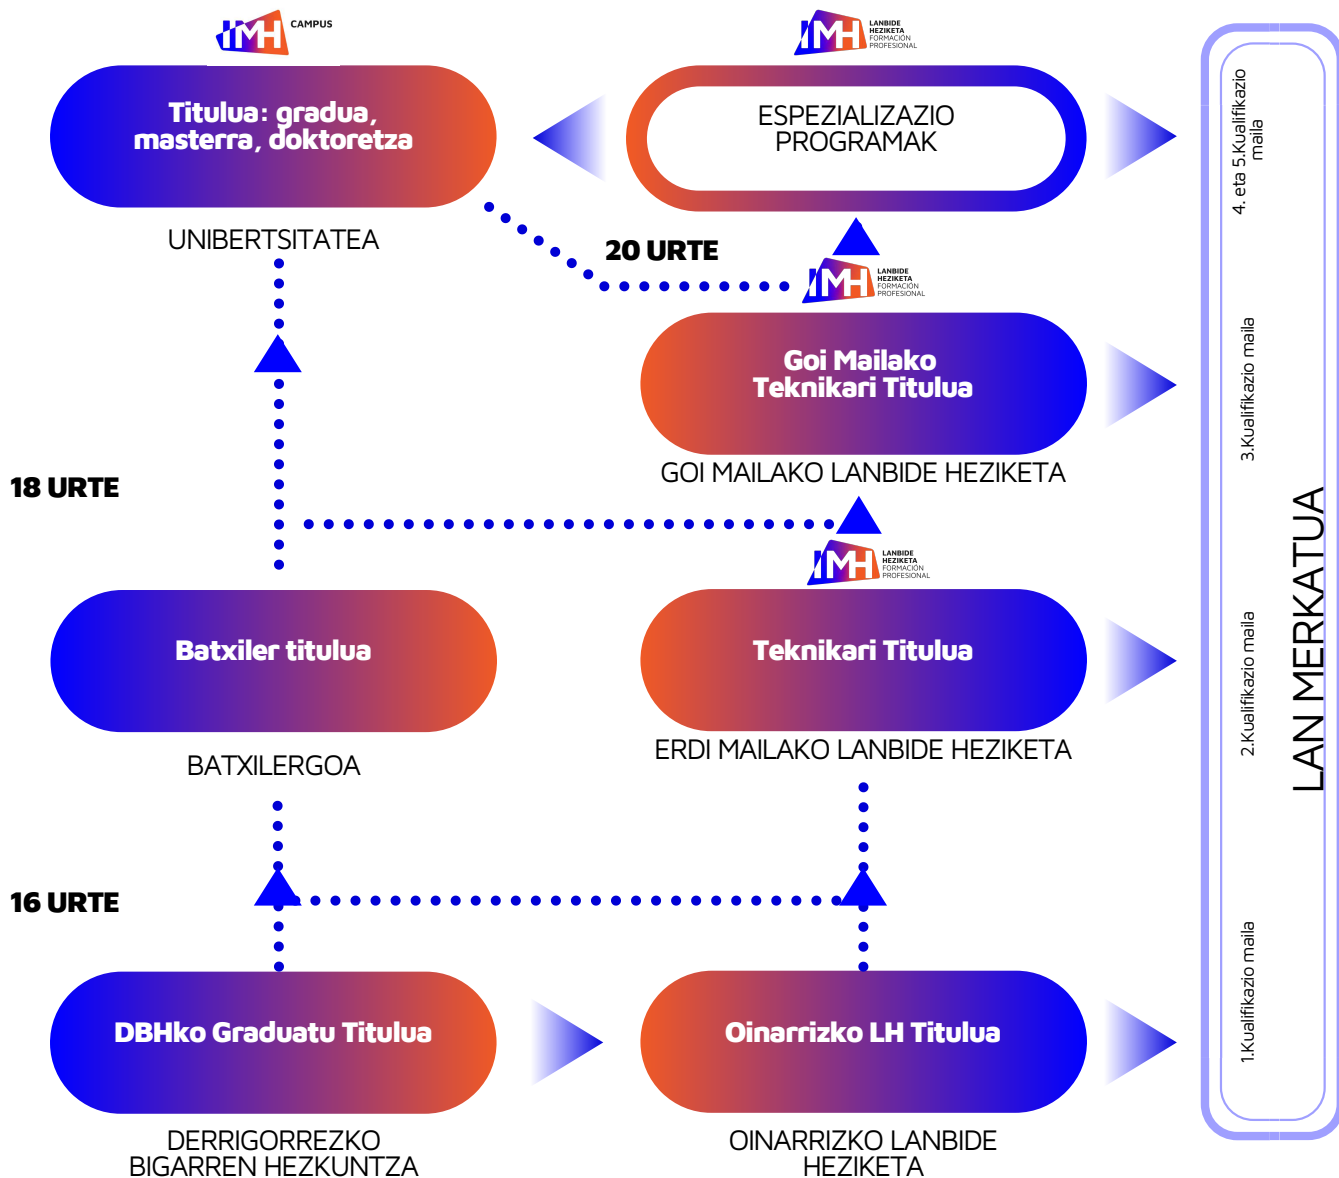 IMH CAMPUS
IMH LANBIDE
HEZIKETA
FORMACIÓN
PROFESIONAL
Titulua: gradua,
masterra, doktoretza
ESPEZIALIZAZIO
PROGRAMAK
4. eta 5.Kualifikazio
maila
UNIBERTSITATEA
20 URTE
IMH LANBIDE
HEZIKETA
FORMACIÓN
PROFESIONAL
Goi Mailako
Teknikari Titulua
3.Kualifikazio maila
GOI MAILAKO LANBIDE HEZIKETA
18 URTE
IMH LANBIDE
HEZIKETA
FORMACIÓN
PROFESIONAL
Batxiler titulua
Teknikari Titulua
2.Kualifikazio maila
LAN MERKATUA
BATXILERGOA
ERDI MAILAKO LANBIDE HEZIKETA
16 URTE
DBHko Graduatu Titulua
Oinarrizko LH Titulua
1.Kualifikazio maila
DERRIGORREZKO
BIGARREN HEZKUNTZA
OINARRIZKO LANBIDE
HEZIKETA